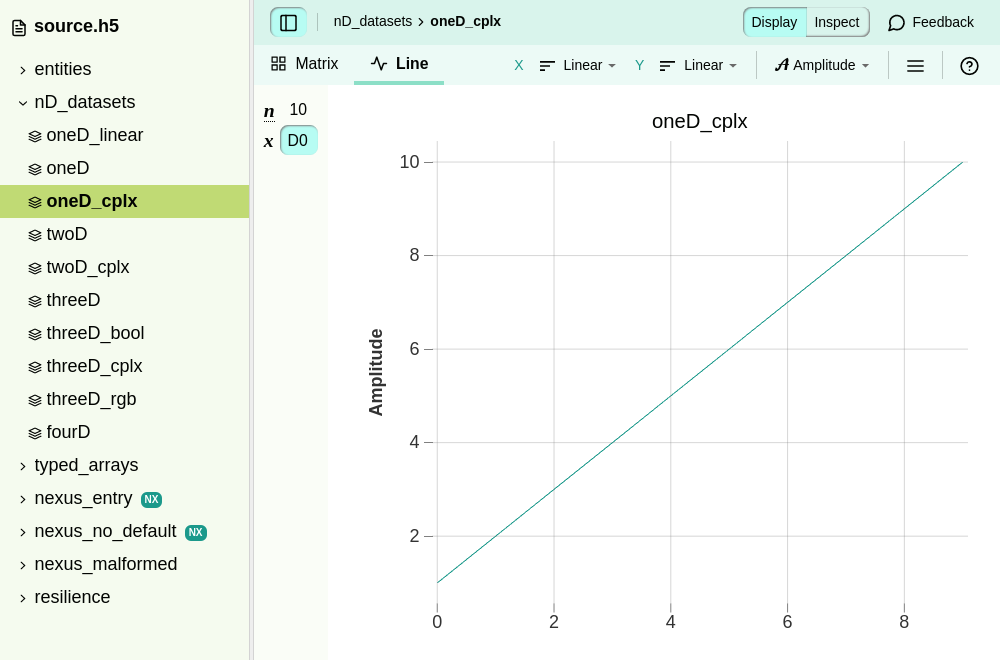 source.h5
entities
nD_datasets
oneD_linear
oneD
oneD_cplx
twoD
twoD_cplx
threeD
threeD_bool
threeD_cplx
threeD_rgb
fourD
typed_arrays
nexus_entry NX
nexus_no_default NX
nexus_malformed
resilience
nD_datasets oneD_cplx
Display Inspect Feedback
Matrix Line X Linear Y Linear 𝓐 Amplitude
n 10
x D0
oneD_cplx
10
8
6
4
2
Amplitude
0 2 4 6 8